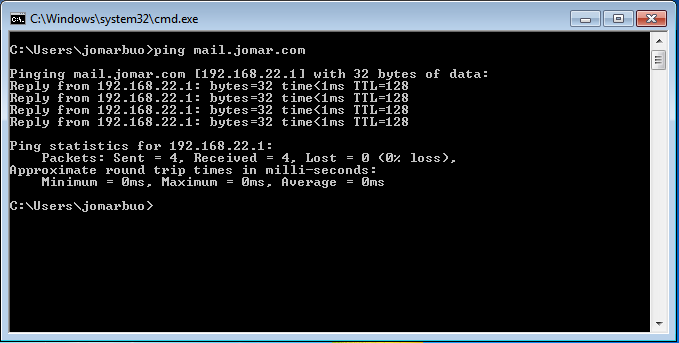 C:\Windows\system32\cmd.exe
C:\Users\jomarbuo>ping mail.jomar.com
Pinging mail.jomar.com [192.168.22.1] with 32 bytes of data:
Reply from 192.168.22.1: bytes=32 time<1ms TTL=128
Reply from 192.168.22.1: bytes=32 time<1ms TTL=128
Reply from 192.168.22.1: bytes=32 time<1ms TTL=128
Reply from 192.168.22.1: bytes=32 time<1ms TTL=128
Ping statistics for 192.168.22.1:
    Packets: Sent = 4, Received = 4, Lost = 0 (0% loss),
Approximate round trip times in milli-seconds:
    Minimum = 0ms, Maximum = 0ms, Average = 0ms
C:\Users\jomarbuo>